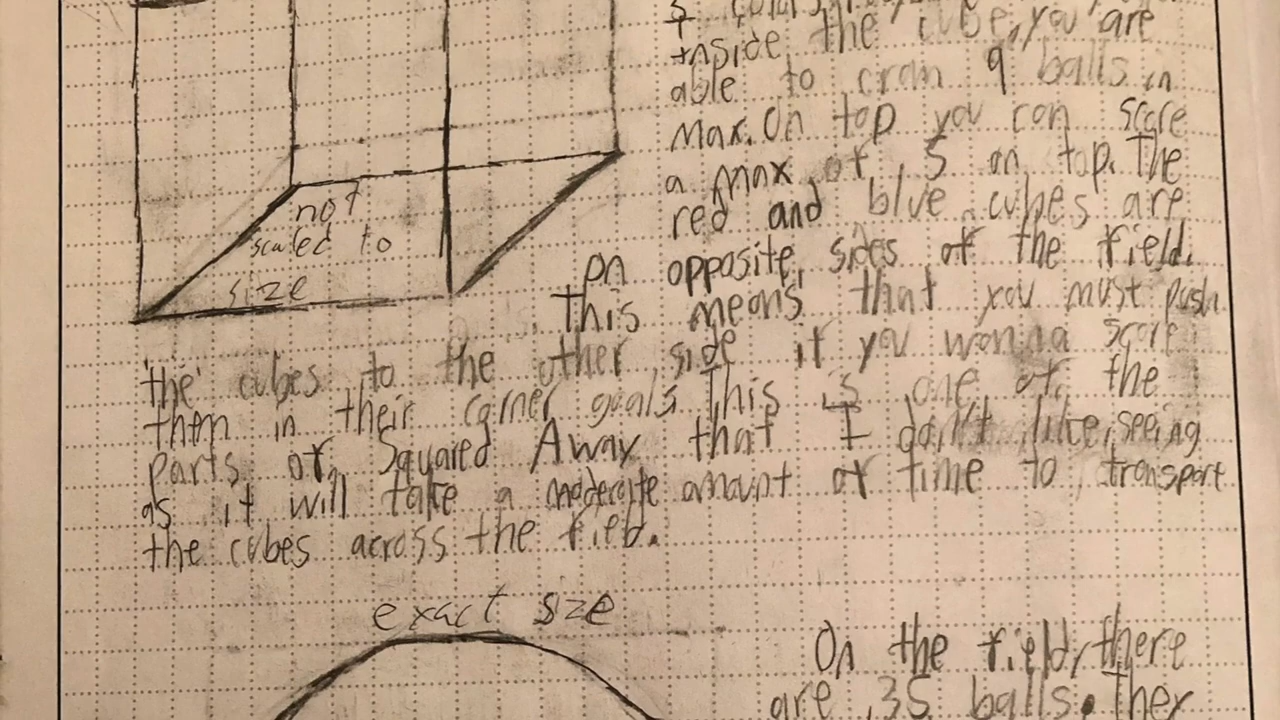 inside the cube, you are
able to cram 9 balls in
max. On top you can score
a max of 5 on top. The
red and blue cubes are
on opposite sides of the field.
This means that you must push
the cubes to the other side if you wanna score
them in their corner goals. This is one of the
parts of Squared Away that I don't like, seeing
as it will take a moderate amount of time to transport
the cubes across the field.
not
scaled to
size
exact size
On the field, there
are 35 balls. They